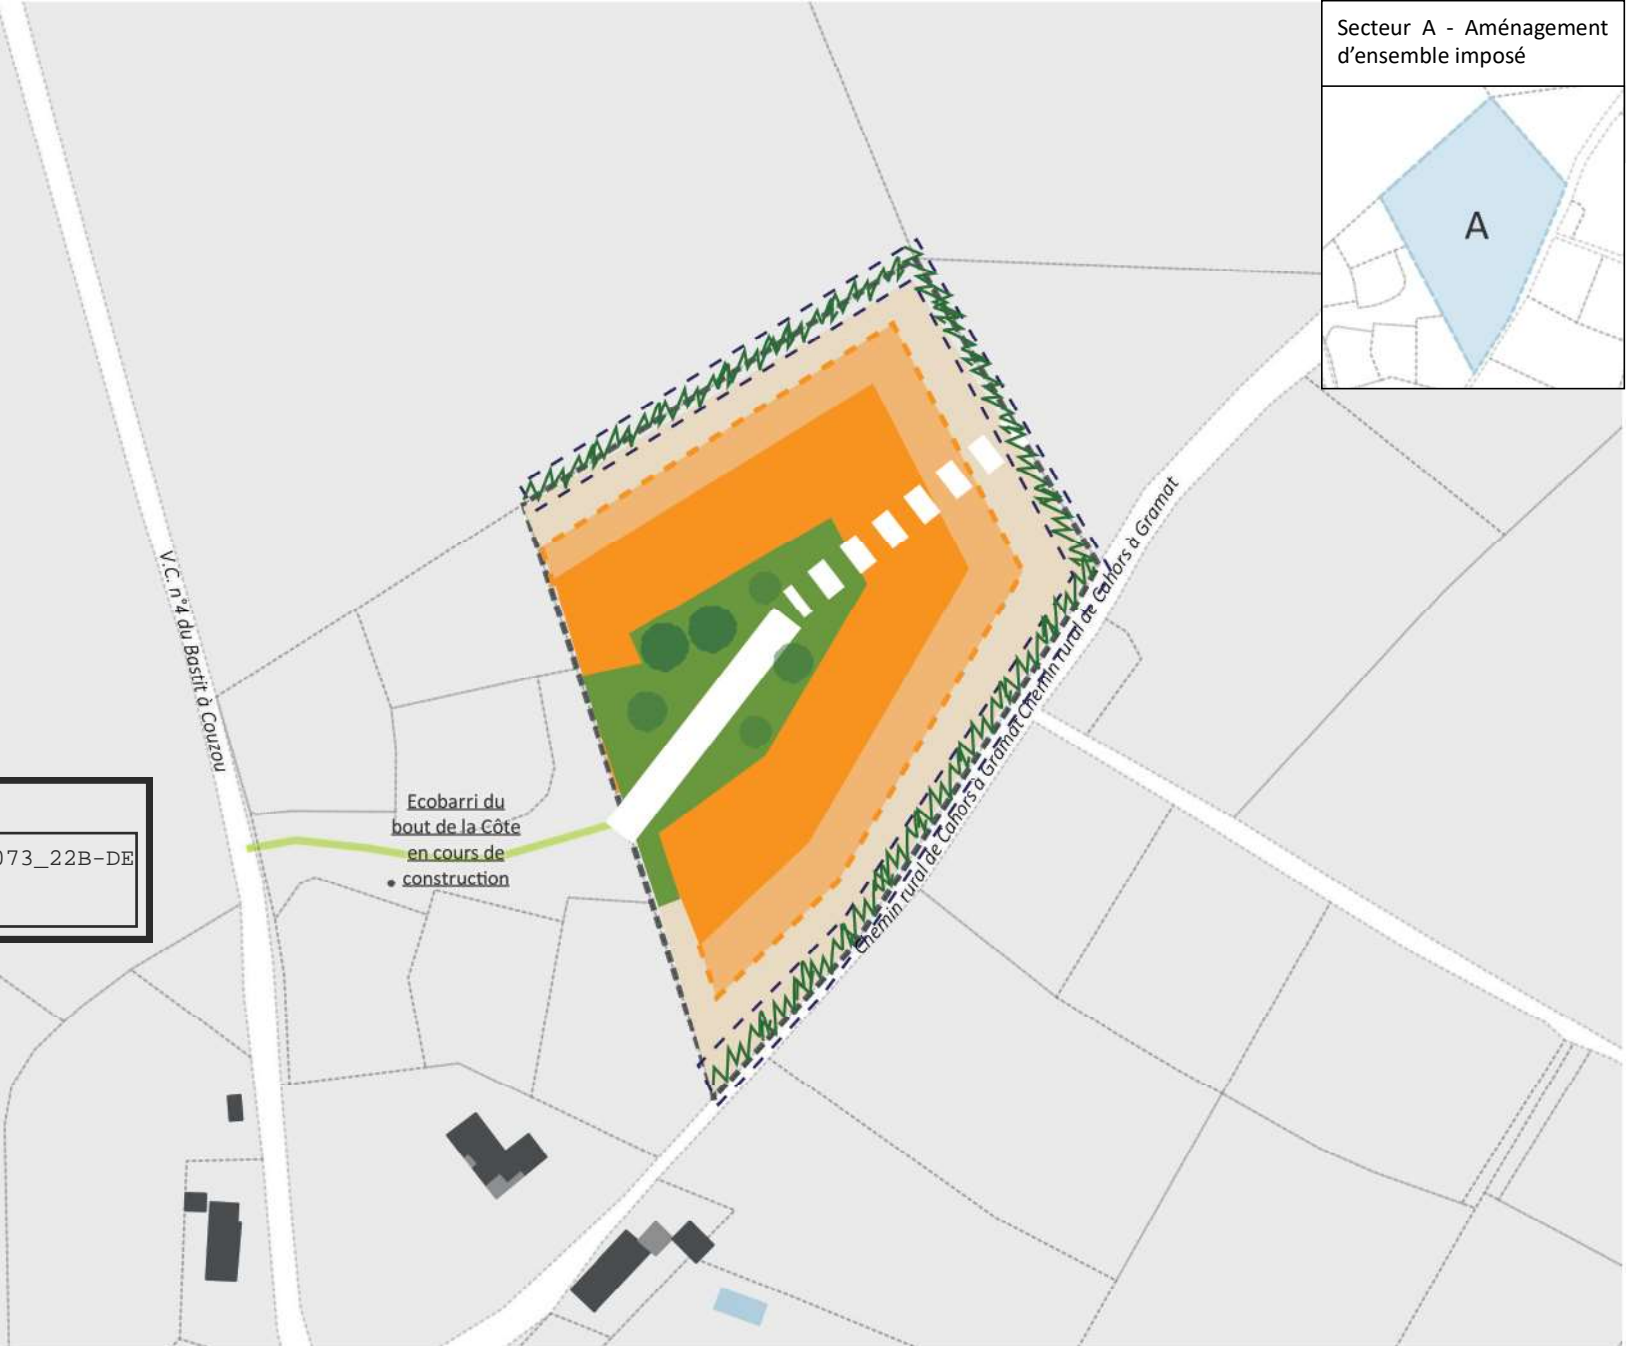 Secteur A - Aménagement
d'ensemble imposé
A
V.C. n°4 du Bastit à Couzou
Chemin rural de Cahors à Gramat
Chemin rural de Cahors à Gramat
Ecobarri du
bout de la Côte
en cours de
• construction
073_22B-DE